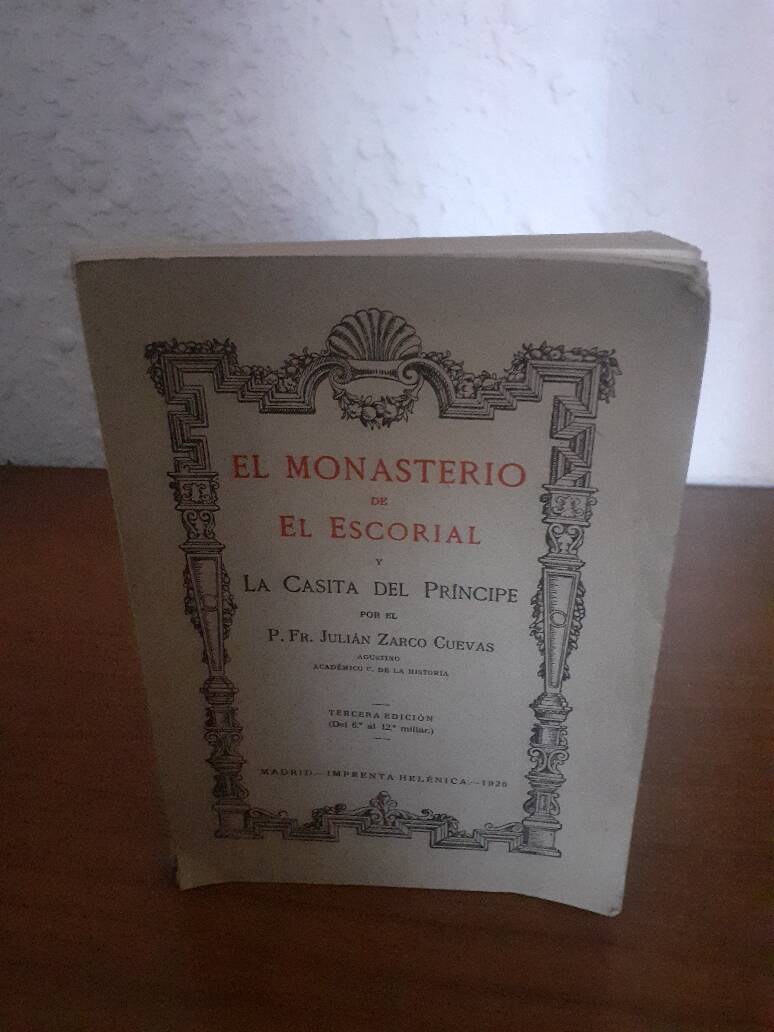 EL MONASTERIO
DE
EL ESCORIAL
Y
LA CASITA DEL PRÍNCIPE
POR EL
P. FR. JULIÁN ZARCO CUEVAS
AGUSTINO
ACADÉMICO C. DE LA HISTORIA
TERCERA EDICIÓN
(Del 6.º al 12.º millar.)
MADRID.—IMPRENTA HELÉNICA.—1926